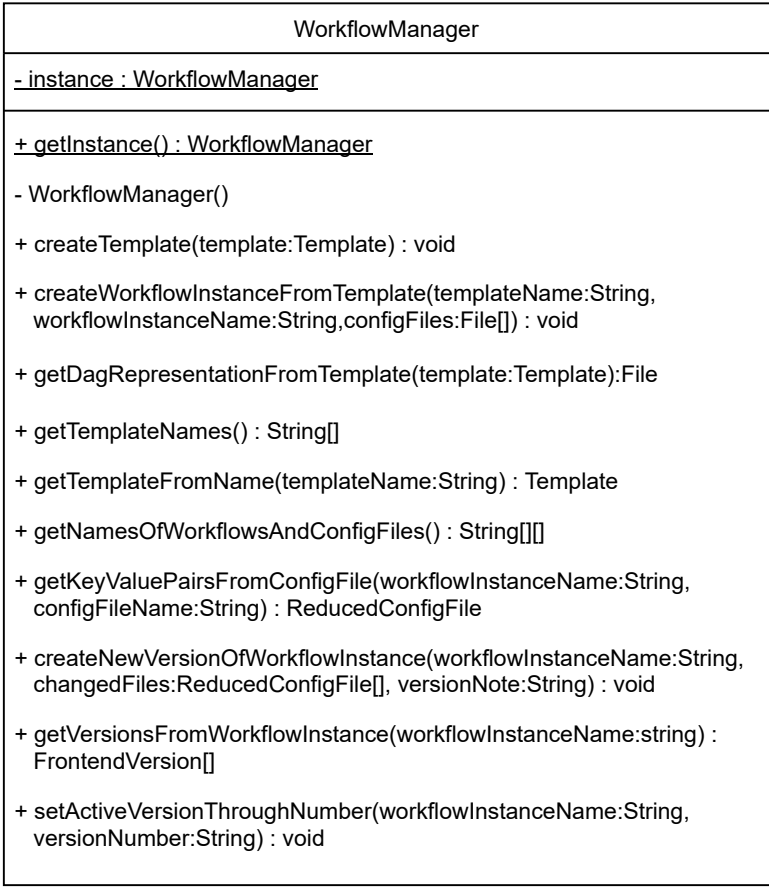 WorkflowManager
- instance : WorkflowManager
+ getInstance() : WorkflowManager
- WorkflowManager()
+ createTemplate(template:Template) : void
+ createWorkflowInstanceFromTemplate(templateName:String,
workflowInstanceName:String,configFiles:File[]) : void
+ getDagRepresentationFromTemplate(template:Template):File
+ getTemplateNames() : String[]
+ getTemplateFromName(templateName:String) : Template
+ getNamesOfWorkflowsAndConfigFiles() : String[][]
+ getKeyValuePairsFromConfigFile(workflowInstanceName:String,
configFileName:String) : ReducedConfigFile
+ createNewVersionOfWorkflowInstance(workflowInstanceName:String,
changedFiles:ReducedConfigFile[], versionNote:String) : void
+ getVersionsFromWorkflowInstance(workflowInstanceName:string) :
FrontendVersion[]
+ setActiveVersionThroughNumber(workflowInstanceName:String,
versionNumber:String) : void